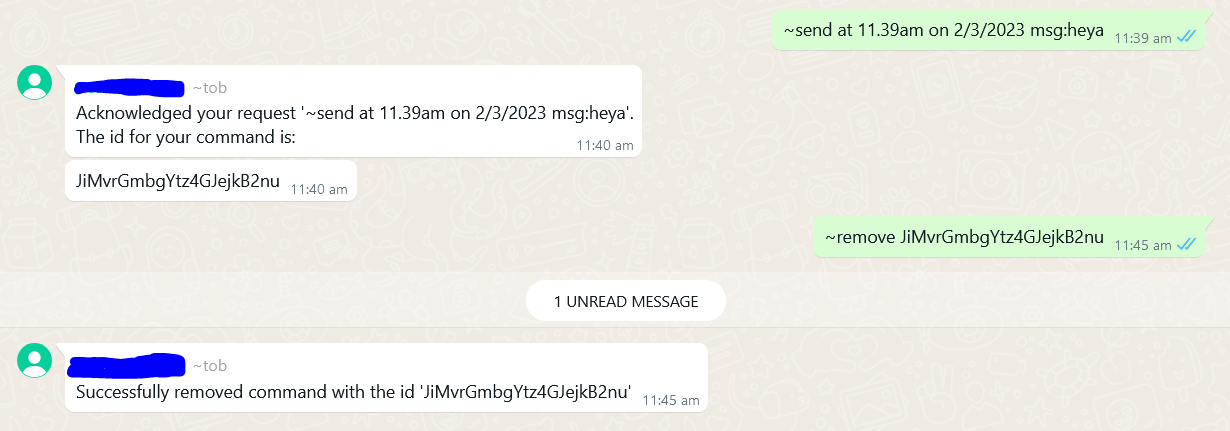 ~send at 11.39am on 2/3/2023 msg:heya
11:39 am
~tob
Acknowledged your request '~send at 11.39am on 2/3/2023 msg:heya'.
The id for your command is:
11:40 am
JiMvrGmbgYtz4GJejkB2nu
11:40 am
~remove JiMvrGmbgYtz4GJejkB2nu
11:45 am
1 UNREAD MESSAGE
~tob
Successfully removed command with the id 'JiMvrGmbgYtz4GJejkB2nu'
11:45 am